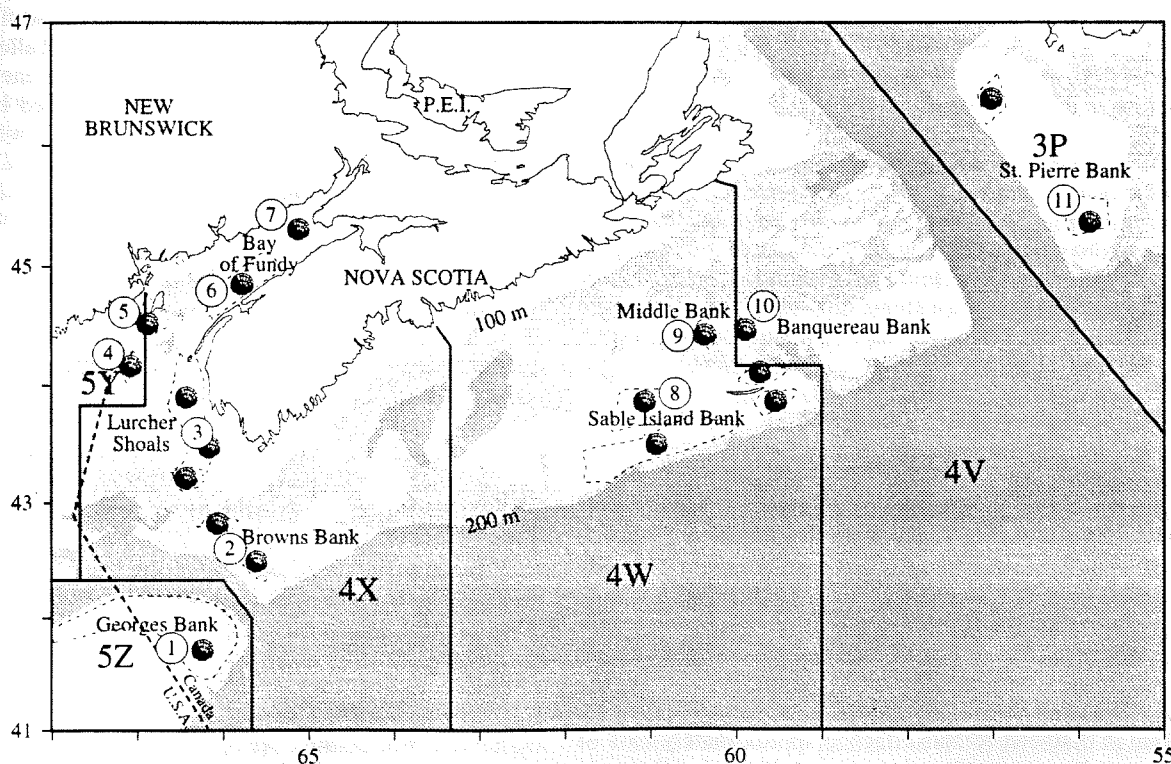 47
NEW
BRUNSWICK
P.E.I.
3P
St. Pierre Bank
11
7
Bay
of Fundy
45
6
NOVA SCOTIA
100 m
Middle Bank
10
9
Banquereau Bank
5
4
5Y
8
Lurcher
Shoals
3
Sable Island Bank
4V
43
200 m
2
Browns Bank
4X
4W
Georges Bank
1
5Z
Canada
U.S.A
41
65
60
55